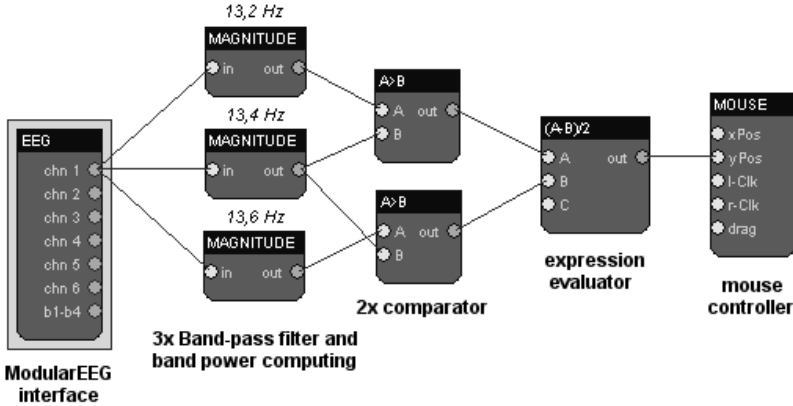 13,2 Hz
MAGNITUDE
in out
13,4 Hz
MAGNITUDE
in out
13,6 Hz
MAGNITUDE
in out
EEG
chn 1
chn 2
chn 3
chn 4
chn 5
chn 6
b1-b4
ModularEEG
interface
3x Band-pass filter and
band power computing
A>B
A out
B
A>B
A out
B
2x comparator
(A-B)/2
A out
B
C
expression
evaluator
MOUSE
xPos
yPos
l-Clk
r-Clk
drag
mouse
controller